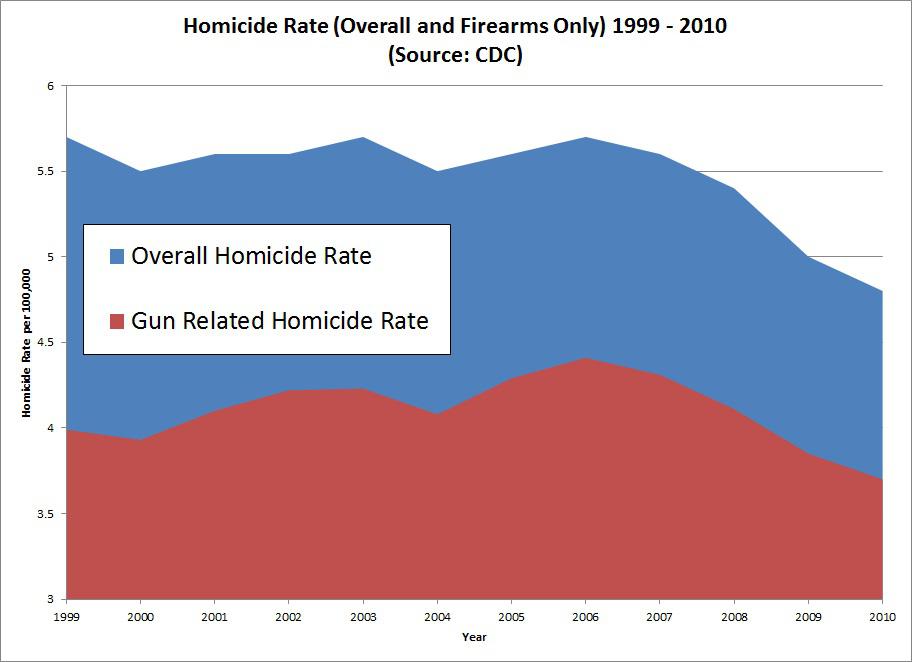 Homicide Rate (Overall and Firearms Only) 1999 - 2010
(Source: CDC)
6
5.5
5
4.5
4
3.5
3
Homicide Rate per 100,000
Overall Homicide Rate
Gun Related Homicide Rate
1999 2000 2001 2002 2003 2004 2005 2006 2007 2008 2009 2010
Year